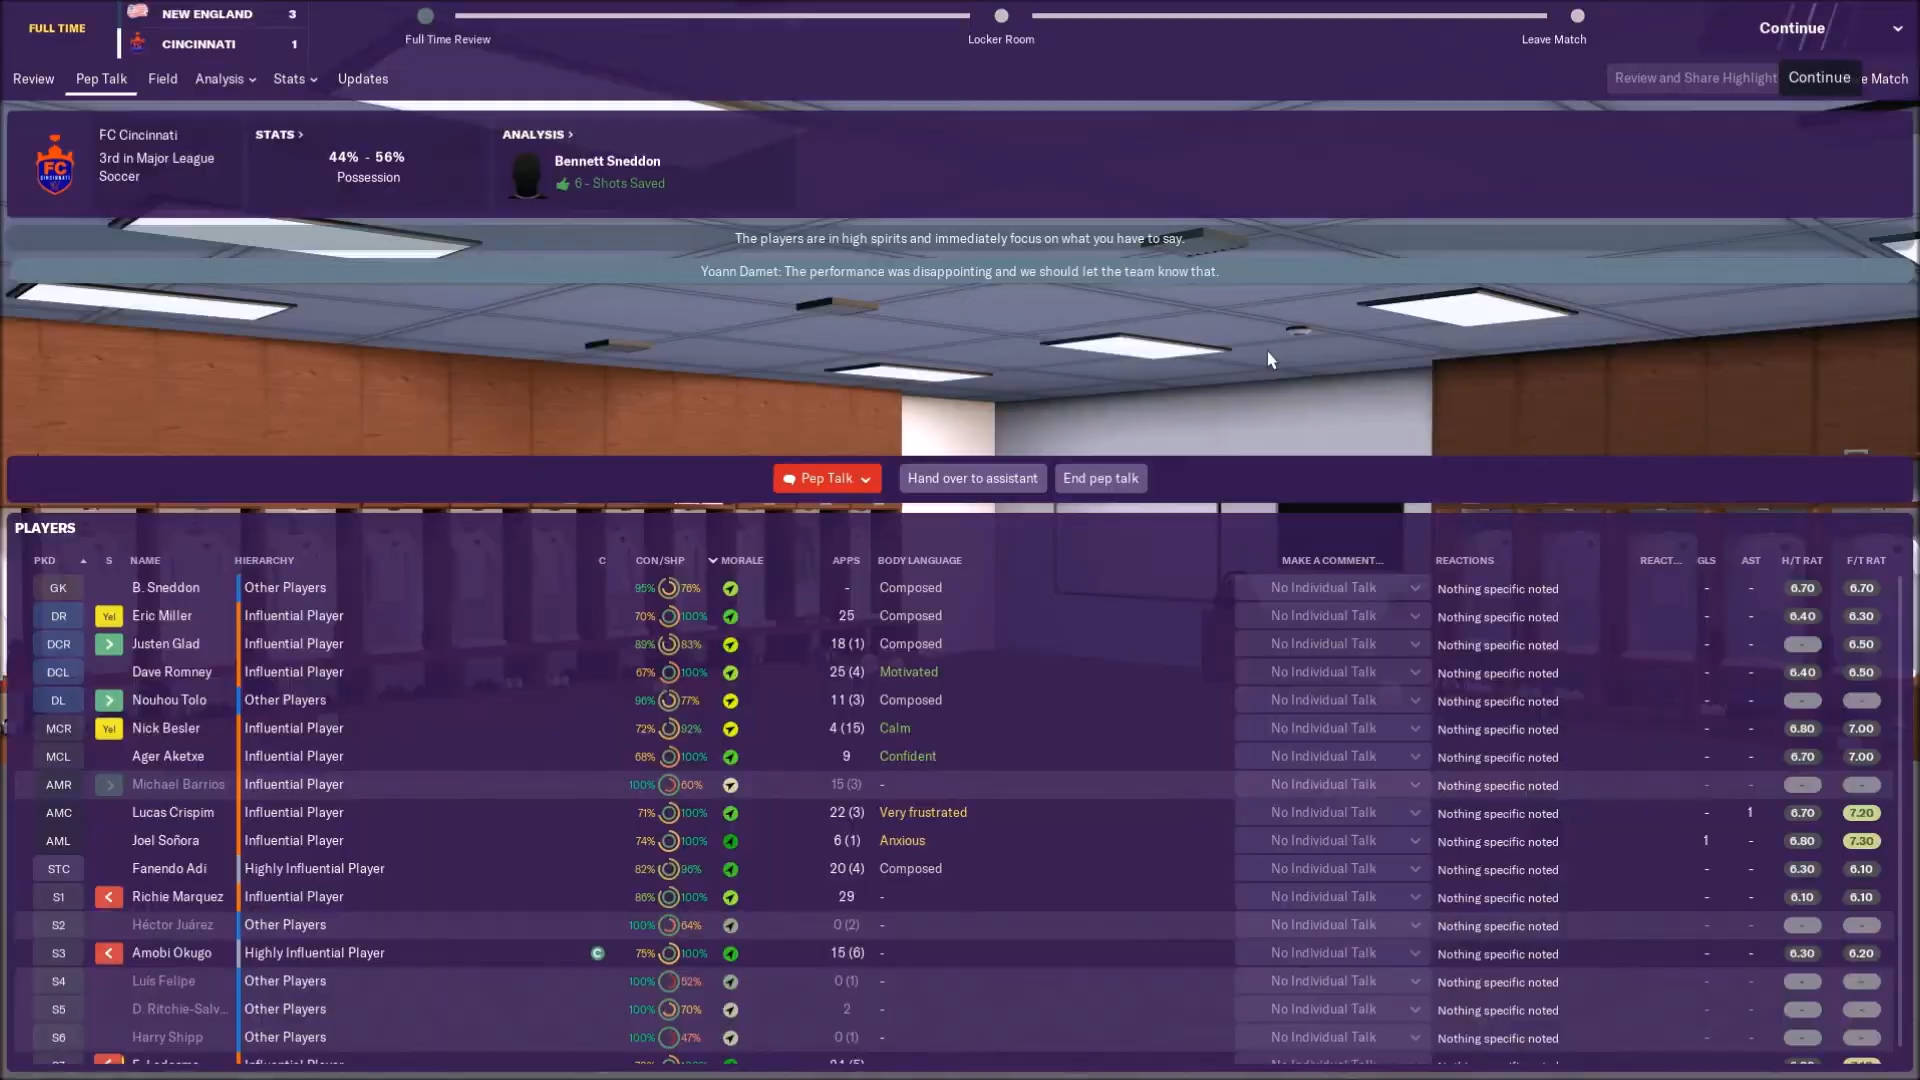 FULL TIME
NEW ENGLAND 3
CINCINNATI 1
Full Time Review
Locker Room
Leave Match
Continue
Review Pep Talk Field Analysis Stats Updates
Review and Share Highlight Continue e Match
FC Cincinnati
3rd in Major League
Soccer
STATS >
44% - 56%
Possession
ANALYSIS >
Bennett Sneddon
6 - Shots Saved
The players are in high spirits and immediately focus on what you have to say.
Yoann Damet: The performance was disappointing and we should let the team know that.
Pep Talk Hand over to assistant End pep talk
PLAYERS
PKD S NAME HIERARCHY C CON/SHP MORALE APPS BODY LANGUAGE MAKE A COMMENT... REACTIONS REACT... GLS AST H/T RAT F/T RAT
GK B. Sneddon Other Players 95% 76% - Composed No Individual Talk Nothing specific noted - - 6.70 6.70
DR Yel Eric Miller Influential Player 70% 100% 25 Composed No Individual Talk Nothing specific noted - - 6.40 6.30
DCR Justen Glad Influential Player 89% 83% 18 (1) Composed No Individual Talk Nothing specific noted - - - 6.50
DCL Dave Romney Influential Player 67% 100% 25 (4) Motivated No Individual Talk Nothing specific noted - - 6.40 6.50
DL Nouhou Tolo Other Players 96% 77% 11 (3) Composed No Individual Talk Nothing specific noted - - - -
MCR Yel Nick Besler Influential Player 72% 92% 4 (15) Calm No Individual Talk Nothing specific noted - - 6.80 7.00
MCL Ager Aketxe Influential Player 68% 100% 9 Confident No Individual Talk Nothing specific noted - - 6.70 7.00
AMR Michael Barrios Influential Player 100% 60% 15 (3) - No Individual Talk Nothing specific noted - - - -
AMC Lucas Crispim Influential Player 71% 100% 22 (3) Very frustrated No Individual Talk Nothing specific noted - 1 6.70 7.20
AML Joel Soñora Influential Player 74% 100% 6 (1) Anxious No Individual Talk Nothing specific noted 1 - 6.80 7.30
STC Fanendo Adi Highly Influential Player 82% 96% 20 (4) Composed No Individual Talk Nothing specific noted - - 6.30 6.10
S1 Richie Marquez Influential Player 86% 100% 29 - No Individual Talk Nothing specific noted - - 6.10 6.10
S2 Héctor Juárez Other Players 100% 64% 0 (2) - No Individual Talk Nothing specific noted - - - -
S3 Amobi Okugo Highly Influential Player C 75% 100% 15 (6) - No Individual Talk Nothing specific noted - - 6.30 6.20
S4 Luís Felipe Other Players 100% 52% 0 (1) - No Individual Talk Nothing specific noted - - - -
S5 D. Ritchie-Salv... Other Players 100% 70% 2 - No Individual Talk Nothing specific noted - - - -
S6 Harry Shipp Other Players 100% 47% 0 (1) - No Individual Talk Nothing specific noted - - - -